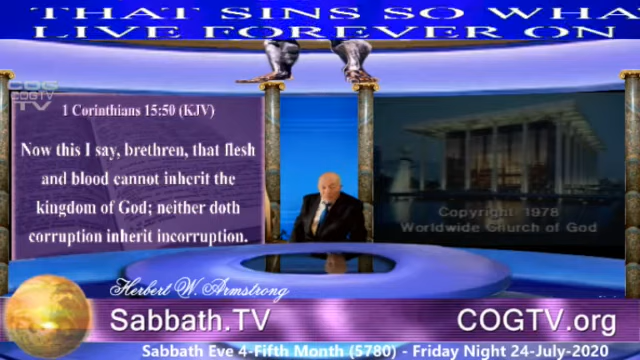 THAT SINS SO WHA
LIVE FOREVER ON
COG
COGTV
TV
1 Corinthians 15:50 (KJV)
Now this I say, brethren, that flesh
and blood cannot inherit the
kingdom of God; neither doth
corruption inherit incorruption.
Copyright 1978
Worldwide Church of God
Herbert W. Armstrong
Sabbath.TV
COGTV.org
Sabbath Eve 4-Fifth Month (5780) - Friday Night 24-July-2020